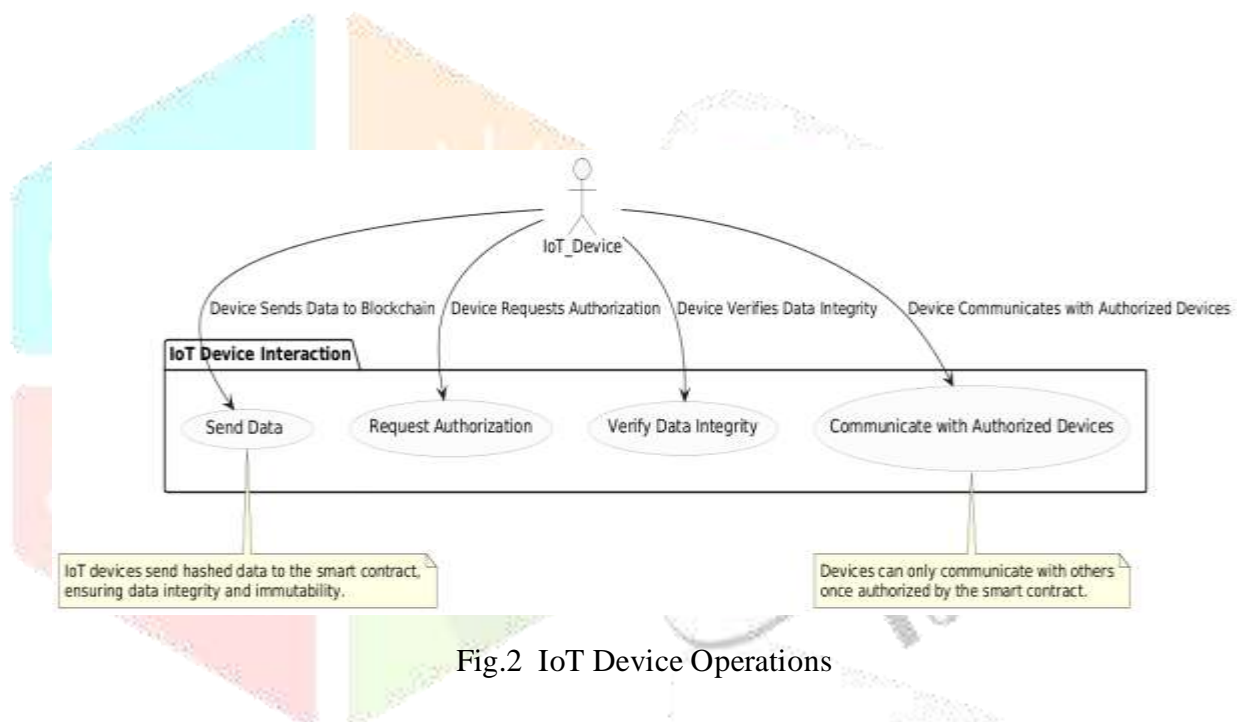 IoT_Device
Device Sends Data to Blockchain
Device Requests Authorization
Device Verifies Data Integrity
Device Communicates with Authorized Devices
IoT Device Interaction
Send Data
Request Authorization
Verify Data Integrity
Communicate with Authorized Devices
IoT devices send hashed data to the smart contract,
ensuring data integrity and immutability.
Devices can only communicate with others
once authorized by the smart contract.
Fig.2 IoT Device Operations